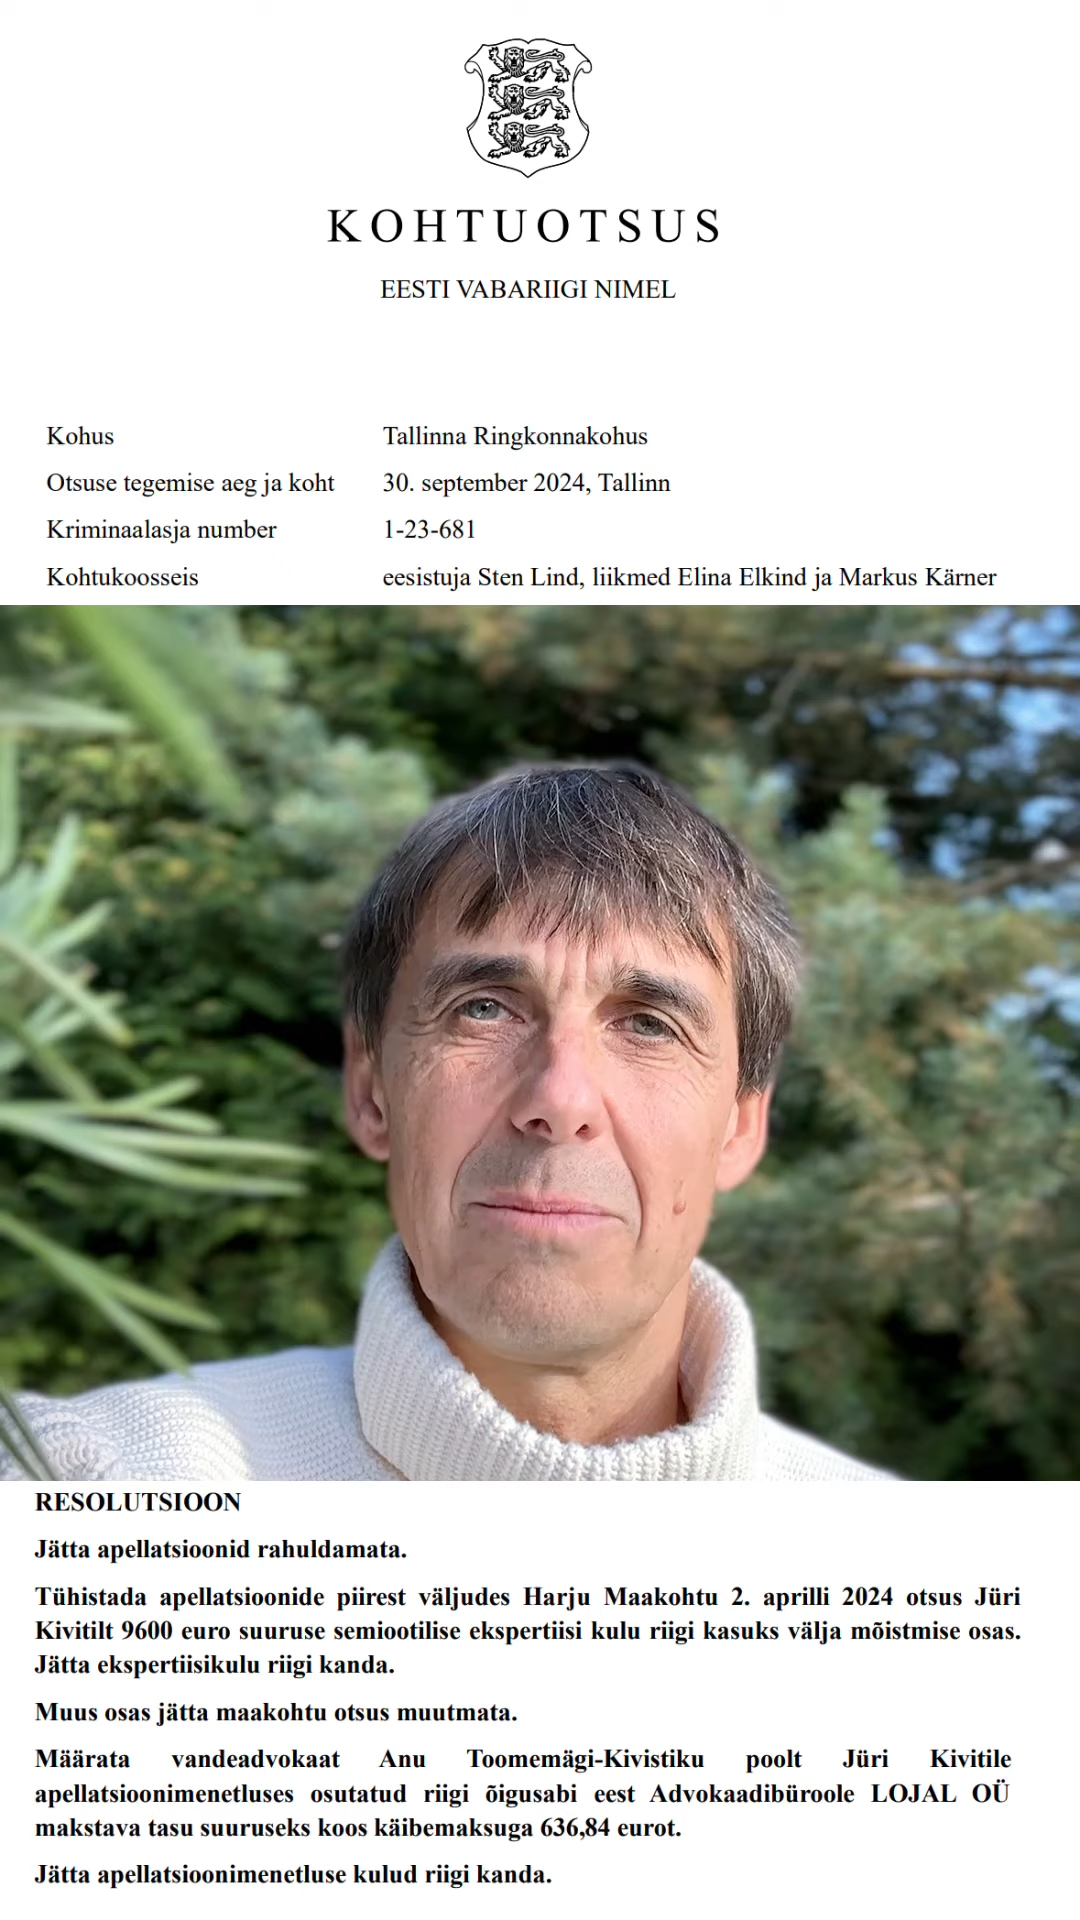 KOHTUOTSUS
EESTI VABARIIGI NIMEL
Kohus Tallinna Ringkonnakohus
Otsuse tegemise aeg ja koht 30. september 2024, Tallinn
Kriminaalasja number 1-23-681
Kohtukoosseis eesistuja Sten Lind, liikmed Elina Elkind ja Markus Kärner
RESOLUTSIOON
Jätta apellatsioonid rahuldamata.
Tühistada apellatsioonide piirest väljudes Harju Maakohtu 2. aprilli 2024 otsus Jüri
Kivitilt 9600 euro suuruse semiootilise ekspertiisi kulu riigi kasuks välja mõistmise osas.
Jätta ekspertiisikulu riigi kanda.
Muus osas jätta maakohtu otsus muutmata.
Määrata vandeadvokaat Anu Toomemägi-Kivistiku poolt Jüri Kivitile
apellatsioonimenetluses osutatud riigi õigusabi eest Advokaadibüroole LOJAL OÜ
makstava tasu suuruseks koos käibemaksuga 636,84 eurot.
Jätta apellatsioonimenetluse kulud riigi kanda.